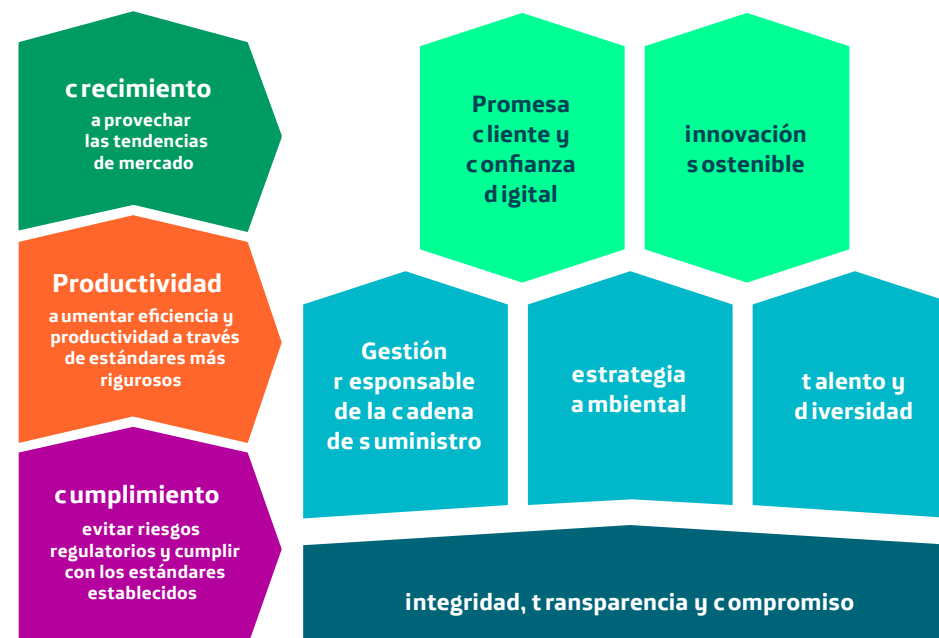 crecimiento
aprovechar
las tendencias
de mercado
Productividad
aumentar eficiencia y
productividad a través
de estándares más
rigurosos
cumplimiento
evitar riesgos
regulatorios y cumplir
con los estándares
establecidos
Promesa
cliente y
confianza
digital
innovación
sostenible
Gestión
responsable
de la cadena
de suministro
estrategia
ambiental
talento y
diversidad
integridad, transparencia y compromiso